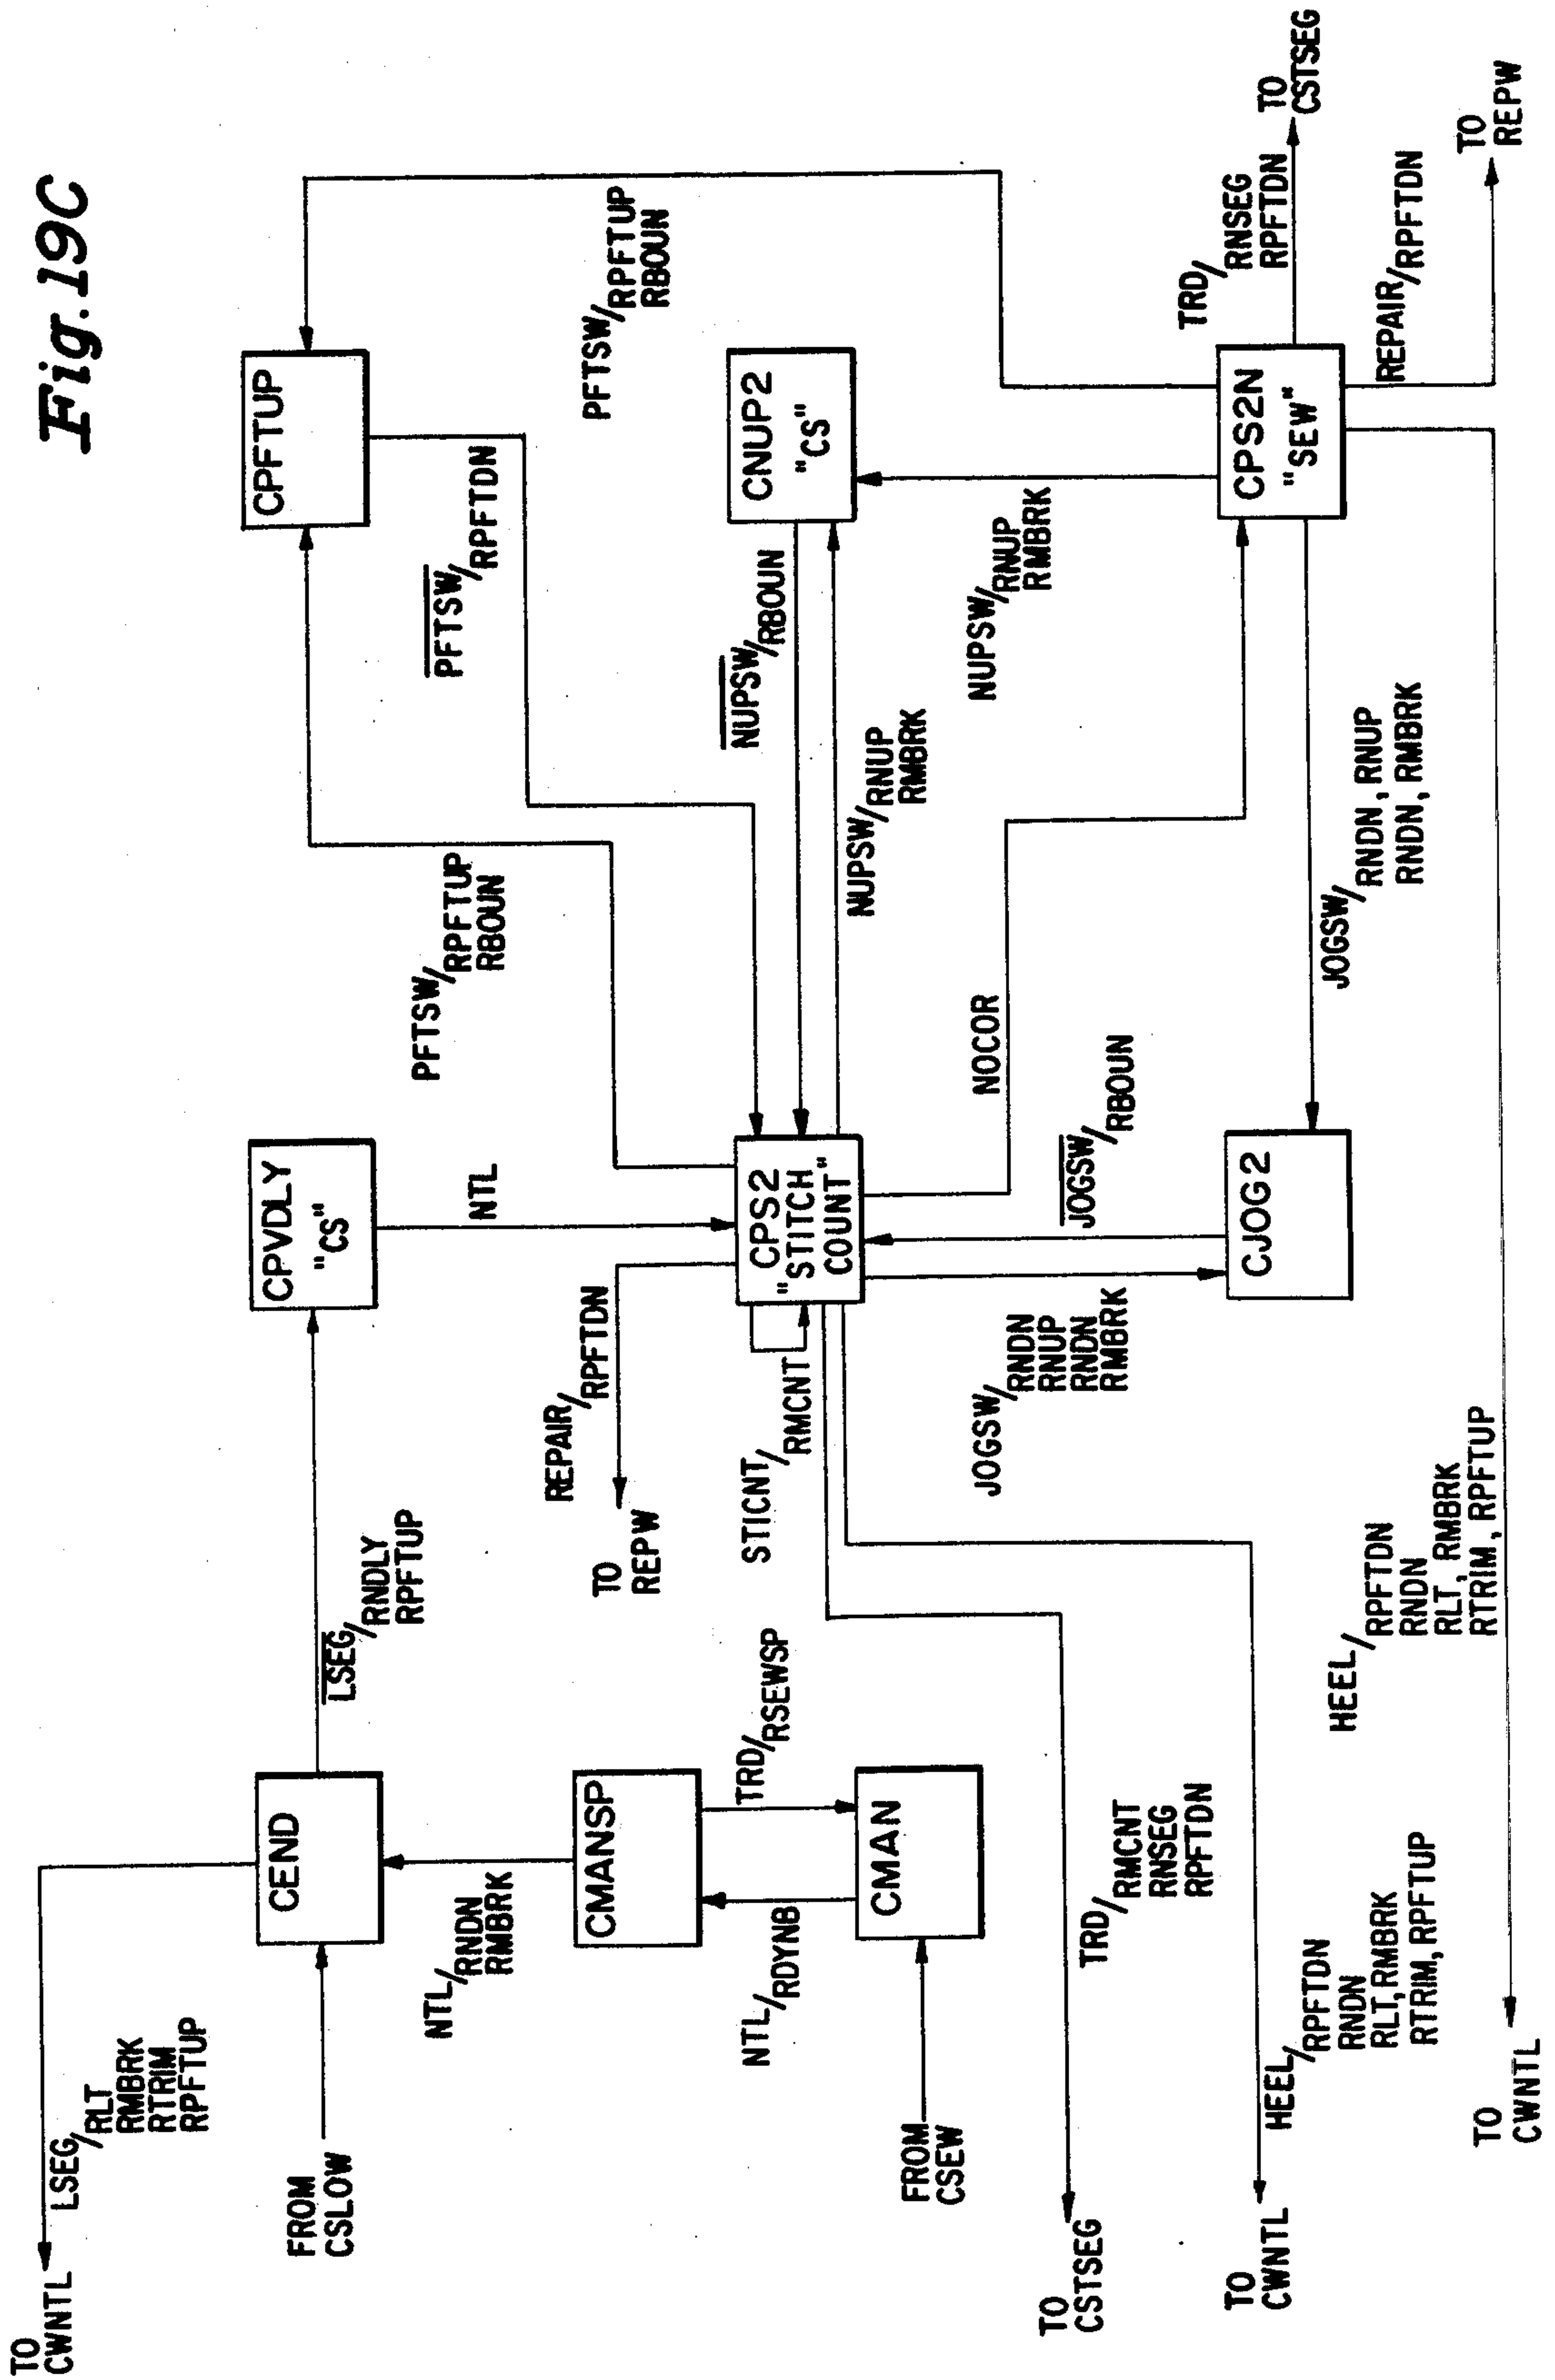 Fig. 19C
TO
CWNTL
LSEG/RLT
RMBRK
RTRIM
RPFTUP
FROM
CSLOW
CEND
LSEG/RNDLY
RPFTUP
CPVDLY
"CS"
NTL
PFTSW/RPFTUP
RBOUN
CPFTUP
PFTSW/RPFTDN
PFTSW/RPFTUP
RBOUN
NTL/RNDN
RMBRK
CMANSP
TRD/RSEWSP
NTL/RDYNB
CMAN
FROM
CSEW
REPAIR/RPFTDN
TO
REPW
STICNT/RMCNT
CPS2
"STITCH
COUNT"
NUPSW/RBOUN
NUPSW/RNUP
RMBRK
CNUP2
"CS"
NUPSW/RNUP
RMBRK
NOCOR
JOGSW/RNDN
RNUP
RNDN
RMBRK
JOGSW/RBOUN
CJOG2
JOGSW/RNDN, RNUP
RNDN, RMBRK
CPS2N
"SEW"
TRD/RNSEG
RPFTDN
TO
CSTSEG
REPAIR/RPFTDN
TO
REPW
TO
CSTSEG
TRD/RMCNT
RNSEG
RPFTDN
TO
CWNTL
HEEL/RPFTDN
RNDN
RLT, RMBRK
RTRIM, RPFTUP
HEEL/RPFTDN
RNDN
RLT, RMBRK
RTRIM, RPFTUP
TO
CWNTL